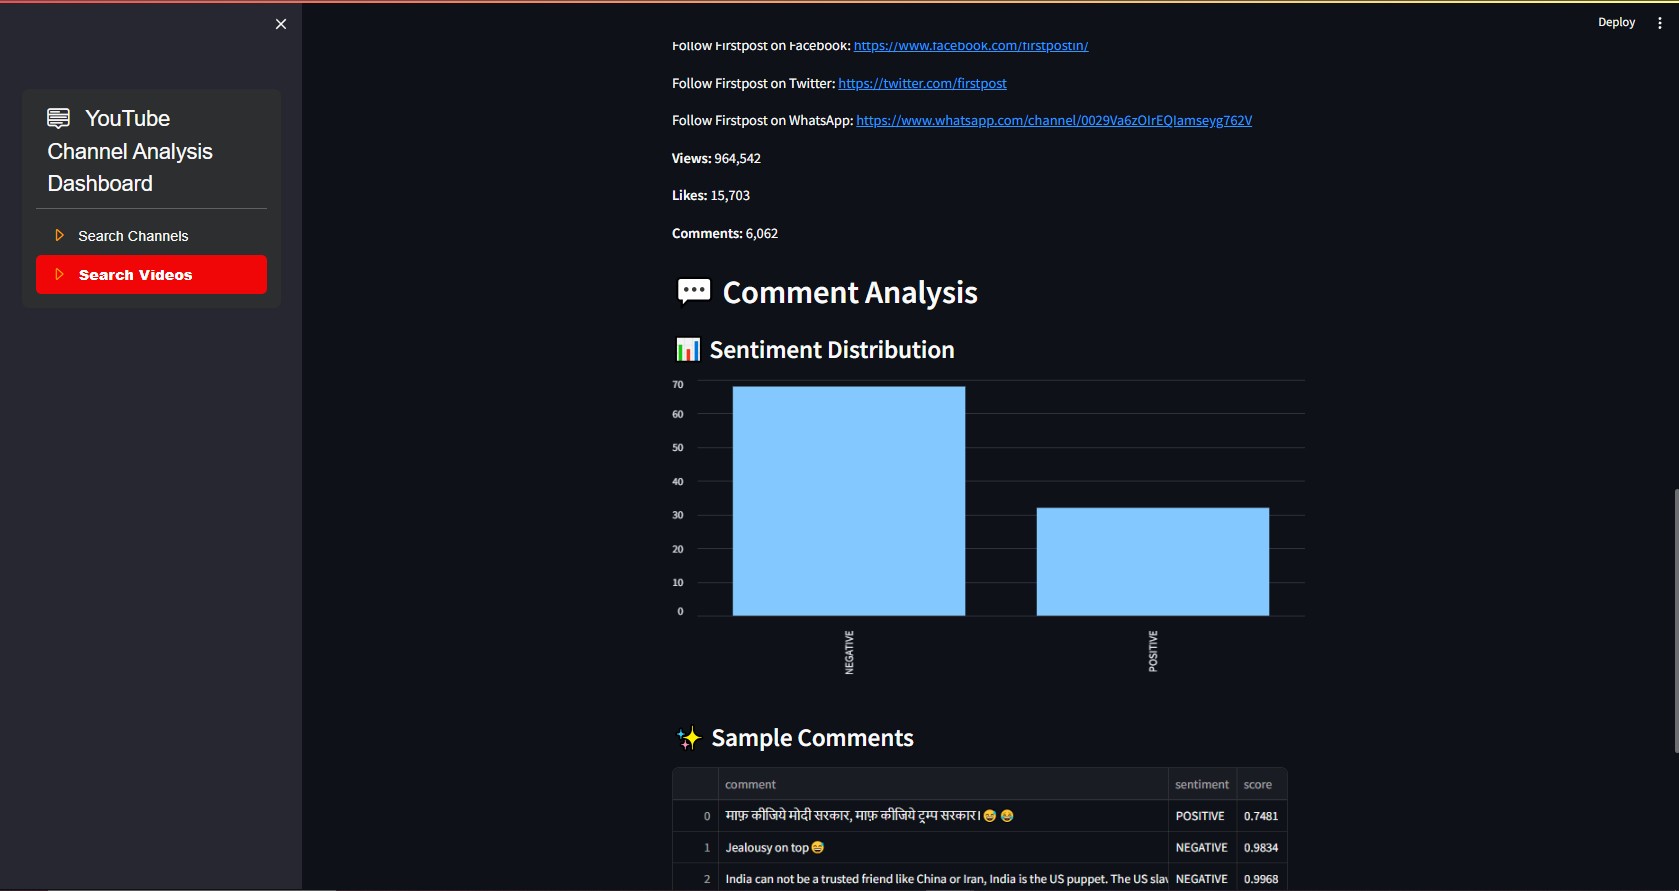 Deploy
YouTube
Channel Analysis
Dashboard
Search Channels
Search Videos
Follow Firstpost on Facebook: https://www.facebook.com/firstpostin/
Follow Firstpost on Twitter: https://twitter.com/firstpost
Follow Firstpost on WhatsApp: https://www.whatsapp.com/channel/0029Va6zOIrEQIamseyg762V
Views: 964,542
Likes: 15,703
Comments: 6,062
Comment Analysis
Sentiment Distribution
70
60
50
40
30
20
10
0
NEGATIVE POSITIVE
Sample Comments
comment sentiment score
0 माफ़ कीजिये मोदी सरकार, माफ़ कीजिये ट्रम्प सरकार। 😅 😂 POSITIVE 0.7481
1 Jealousy on top 😅 NEGATIVE 0.9834
2 India can not be a trusted friend like China or Iran, India is the US puppet. The US slav NEGATIVE 0.9968